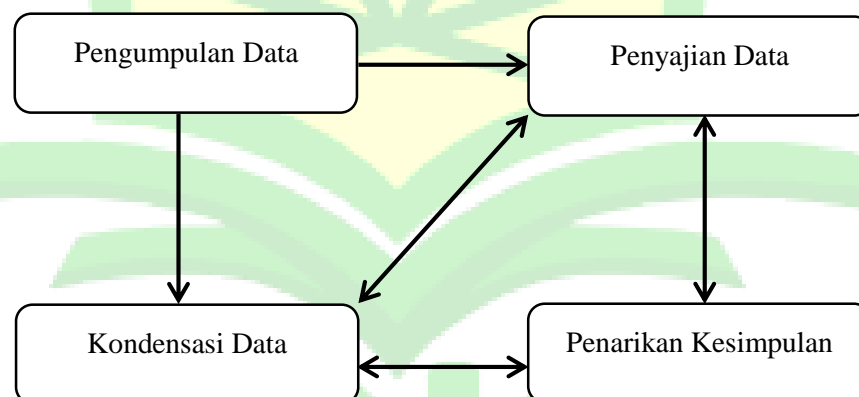 Pengumpulan Data
Penyajian Data
Kondensasi Data
Penarikan Kesimpulan